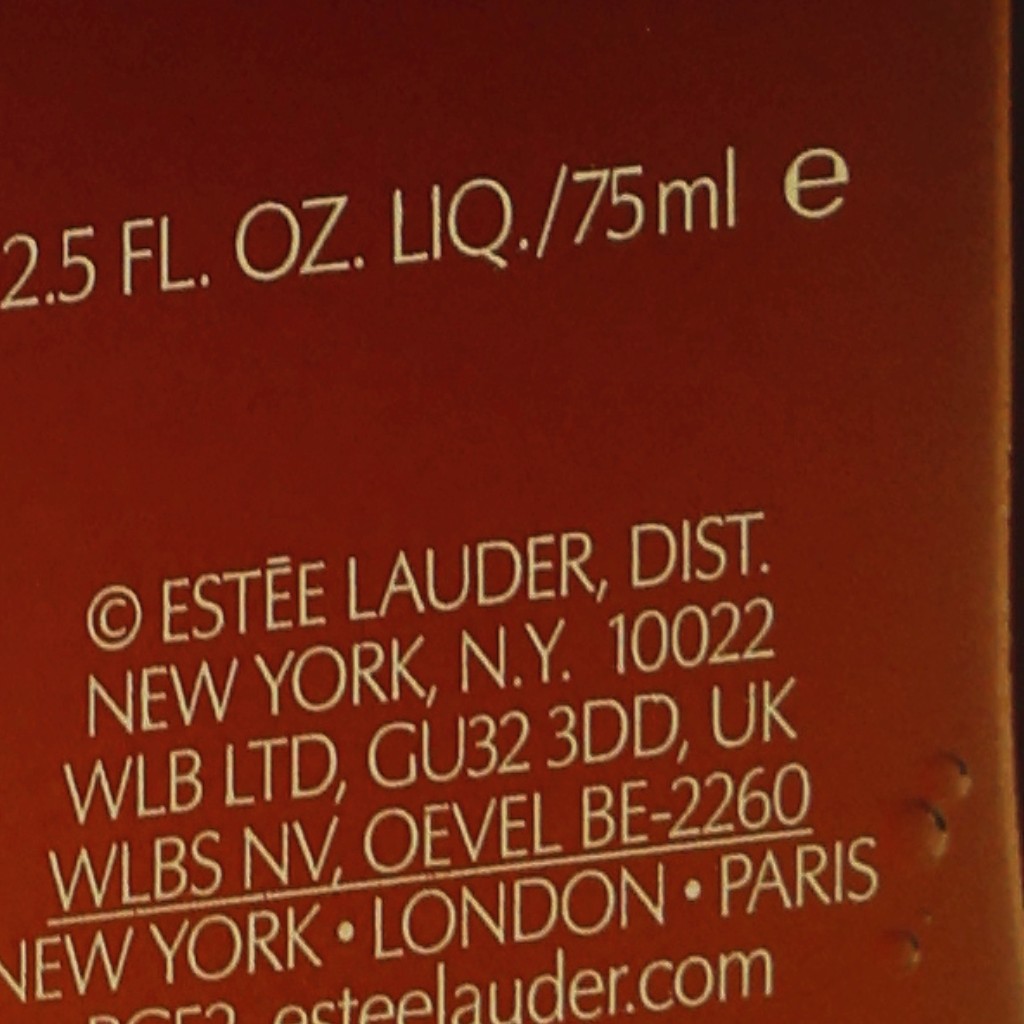 2.5 FL. OZ. LIQ./75ml e
© ESTĒE LAUDER, DIST.
NEW YORK, N.Y. 10022
WLB LTD, GU32 3DD, UK
WLBS NV, OEVEL BE-2260
NEW YORK • LONDON • PARIS
esteelauder.com